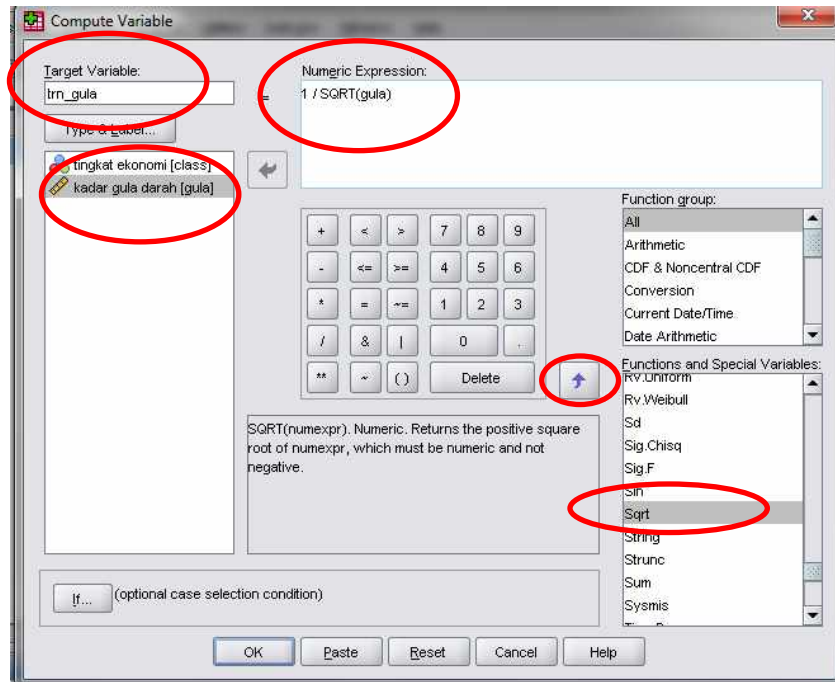 Compute Variable
Target Variable:
trn_gula
Type & Label...
=
Numeric Expression:
1 / SQRT(gula)
tingkat ekonomi [class]
kadar gula darah [gula]
+ < > 7 8 9
- <= >= 4 5 6
* = ~= 1 2 3
/ & | 0 .
** ~ ( ) Delete
SQRT(numexpr). Numeric. Returns the positive square
root of numexpr, which must be numeric and not
negative.
Function group:
All
Arithmetic
CDF & Noncentral CDF
Conversion
Current Date/Time
Date Arithmetic
Functions and Special Variables:
Rv.Uniform
Rv.Weibull
Sd
Sig.Chisq
Sig.F
Sin
Sqrt
String
Strunc
Sum
Sysmis
If... (optional case selection condition)
OK Paste Reset Cancel Help